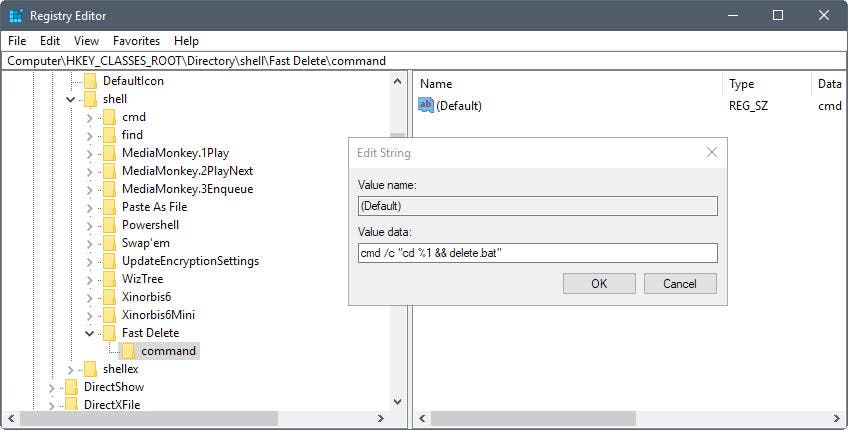 Registry Editor
File Edit View Favorites Help
Computer\HKEY_CLASSES_ROOT\Directory\shell\Fast Delete\command
DefaultIcon
shell
cmd
find
MediaMonkey.1Play
MediaMonkey.2PlayNext
MediaMonkey.3Enqueue
Paste As File
Powershell
Swap'em
UpdateEncryptionSettings
WizTree
Xinorbis6
Xinorbis6Mini
Fast Delete
command
shellex
DirectShow
DirectXFile
Name Type Data
ab (Default) REG_SZ cmd
Edit String
Value name:
(Default)
Value data:
cmd /c "cd %1 && delete.bat"
OK Cancel